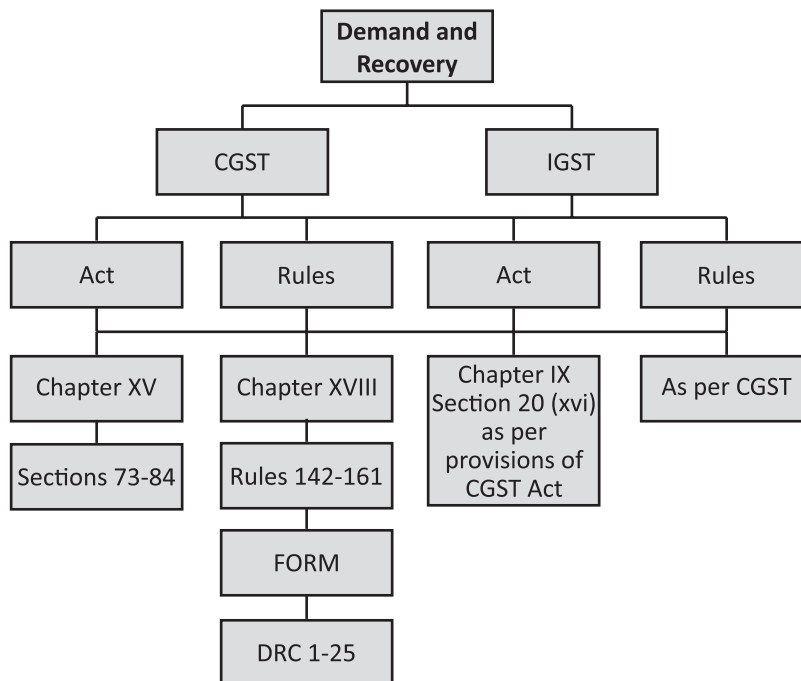 Demand and
Recovery
CGST
IGST
Act
Rules
Act
Rules
Chapter XV
Chapter XVIII
Chapter IX
Section 20 (xvi)
as per
provisions of
CGST Act
As per CGST
Sections 73-84
Rules 142-161
FORM
DRC 1-25